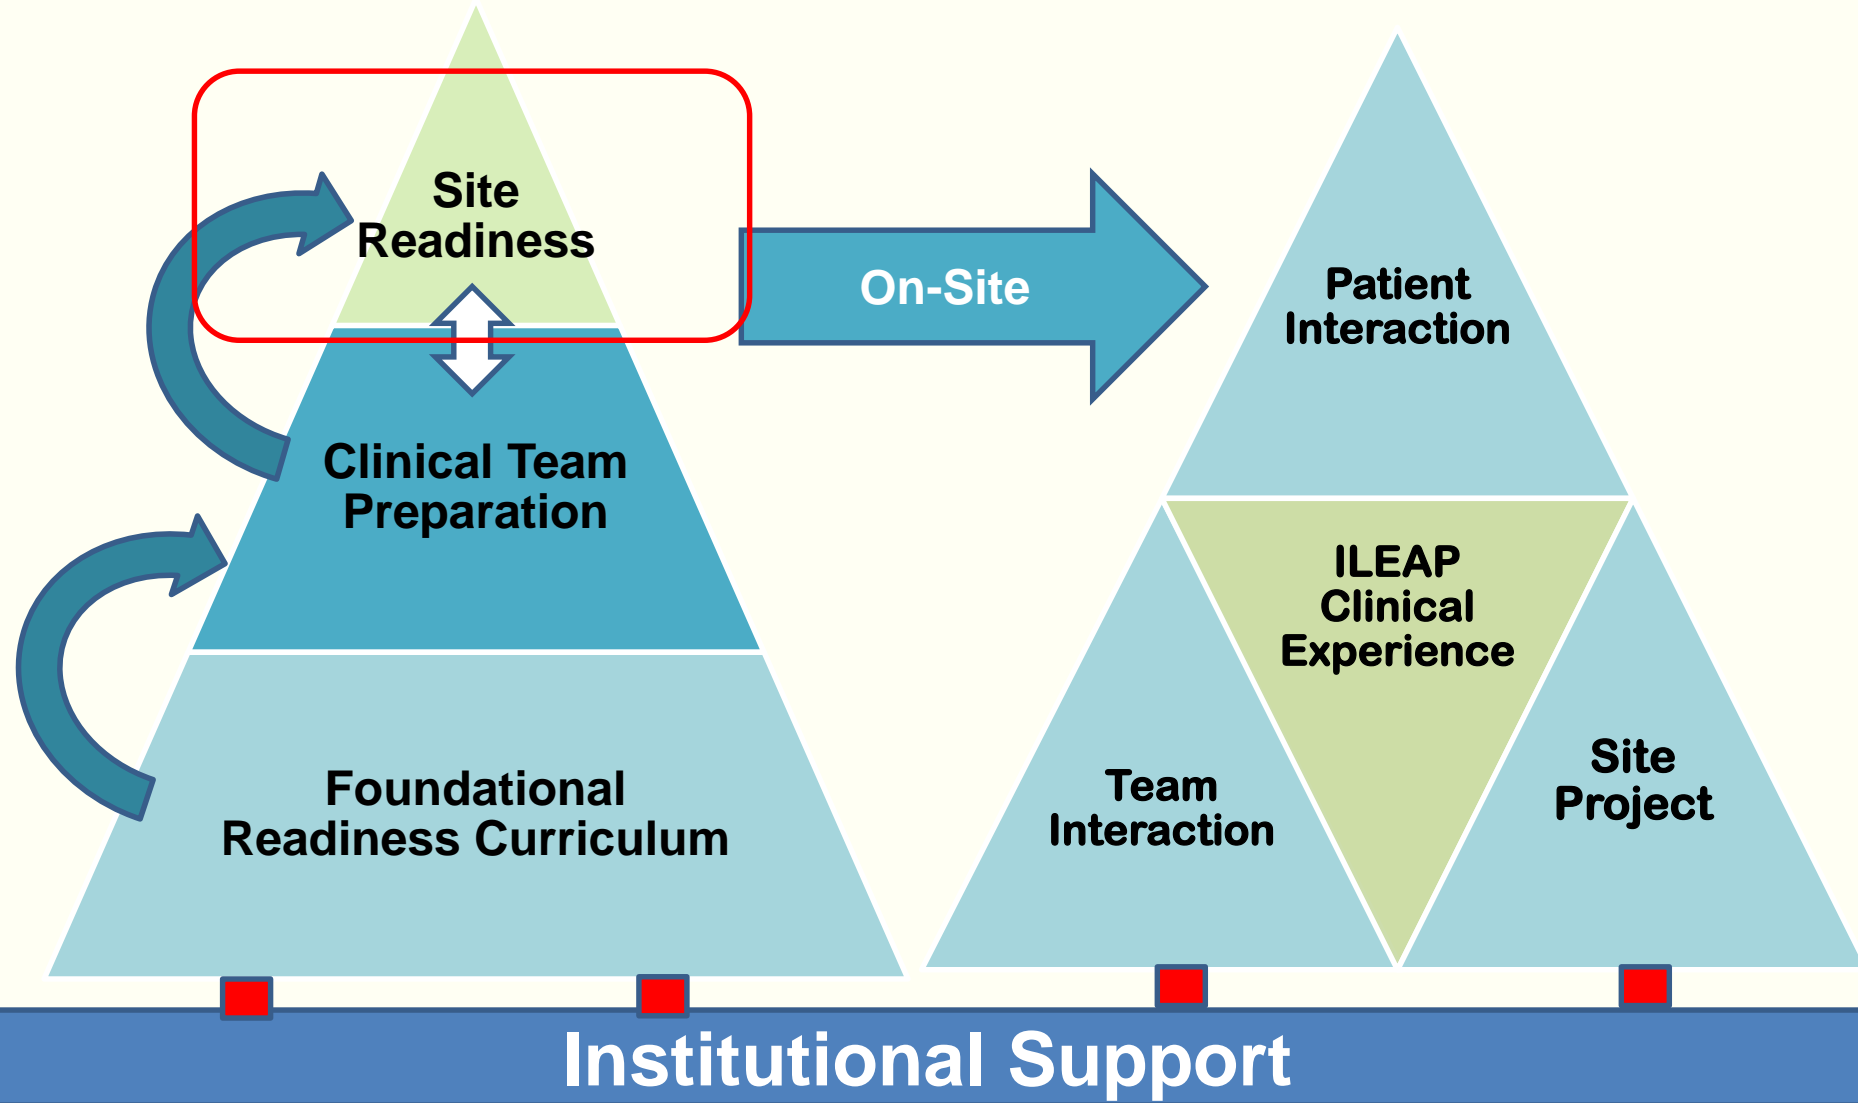 Site
Readiness
On-Site
Clinical Team
Preparation
Foundational
Readiness Curriculum
Patient
Interaction
ILEAP
Clinical
Experience
Team
Interaction
Site
Project
Institutional Support